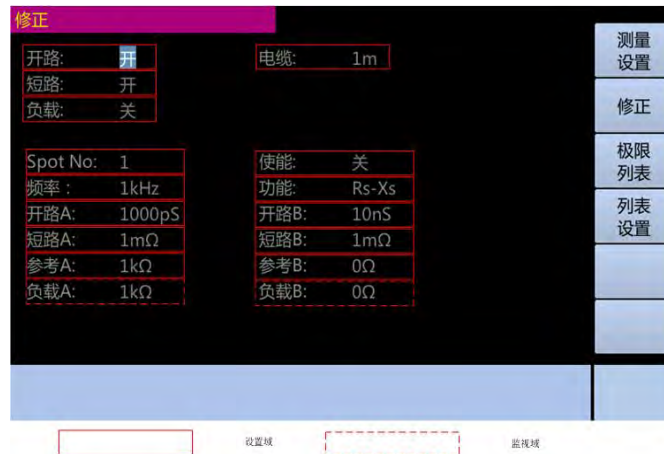 修正
开路: 开 电缆: 1m
短路: 开
负载: 关
Spot No: 1 使能: 关
频率 : 1kHz 功能: Rs-Xs
开路A: 1000pS 开路B: 10nS
短路A: 1mΩ 短路B: 1mΩ
参考A: 1kΩ 参考B: 0Ω
负载A: 1kΩ 负载B: 0Ω
测量
设置
修正
极限
列表
列表
设置
设置域 监视域